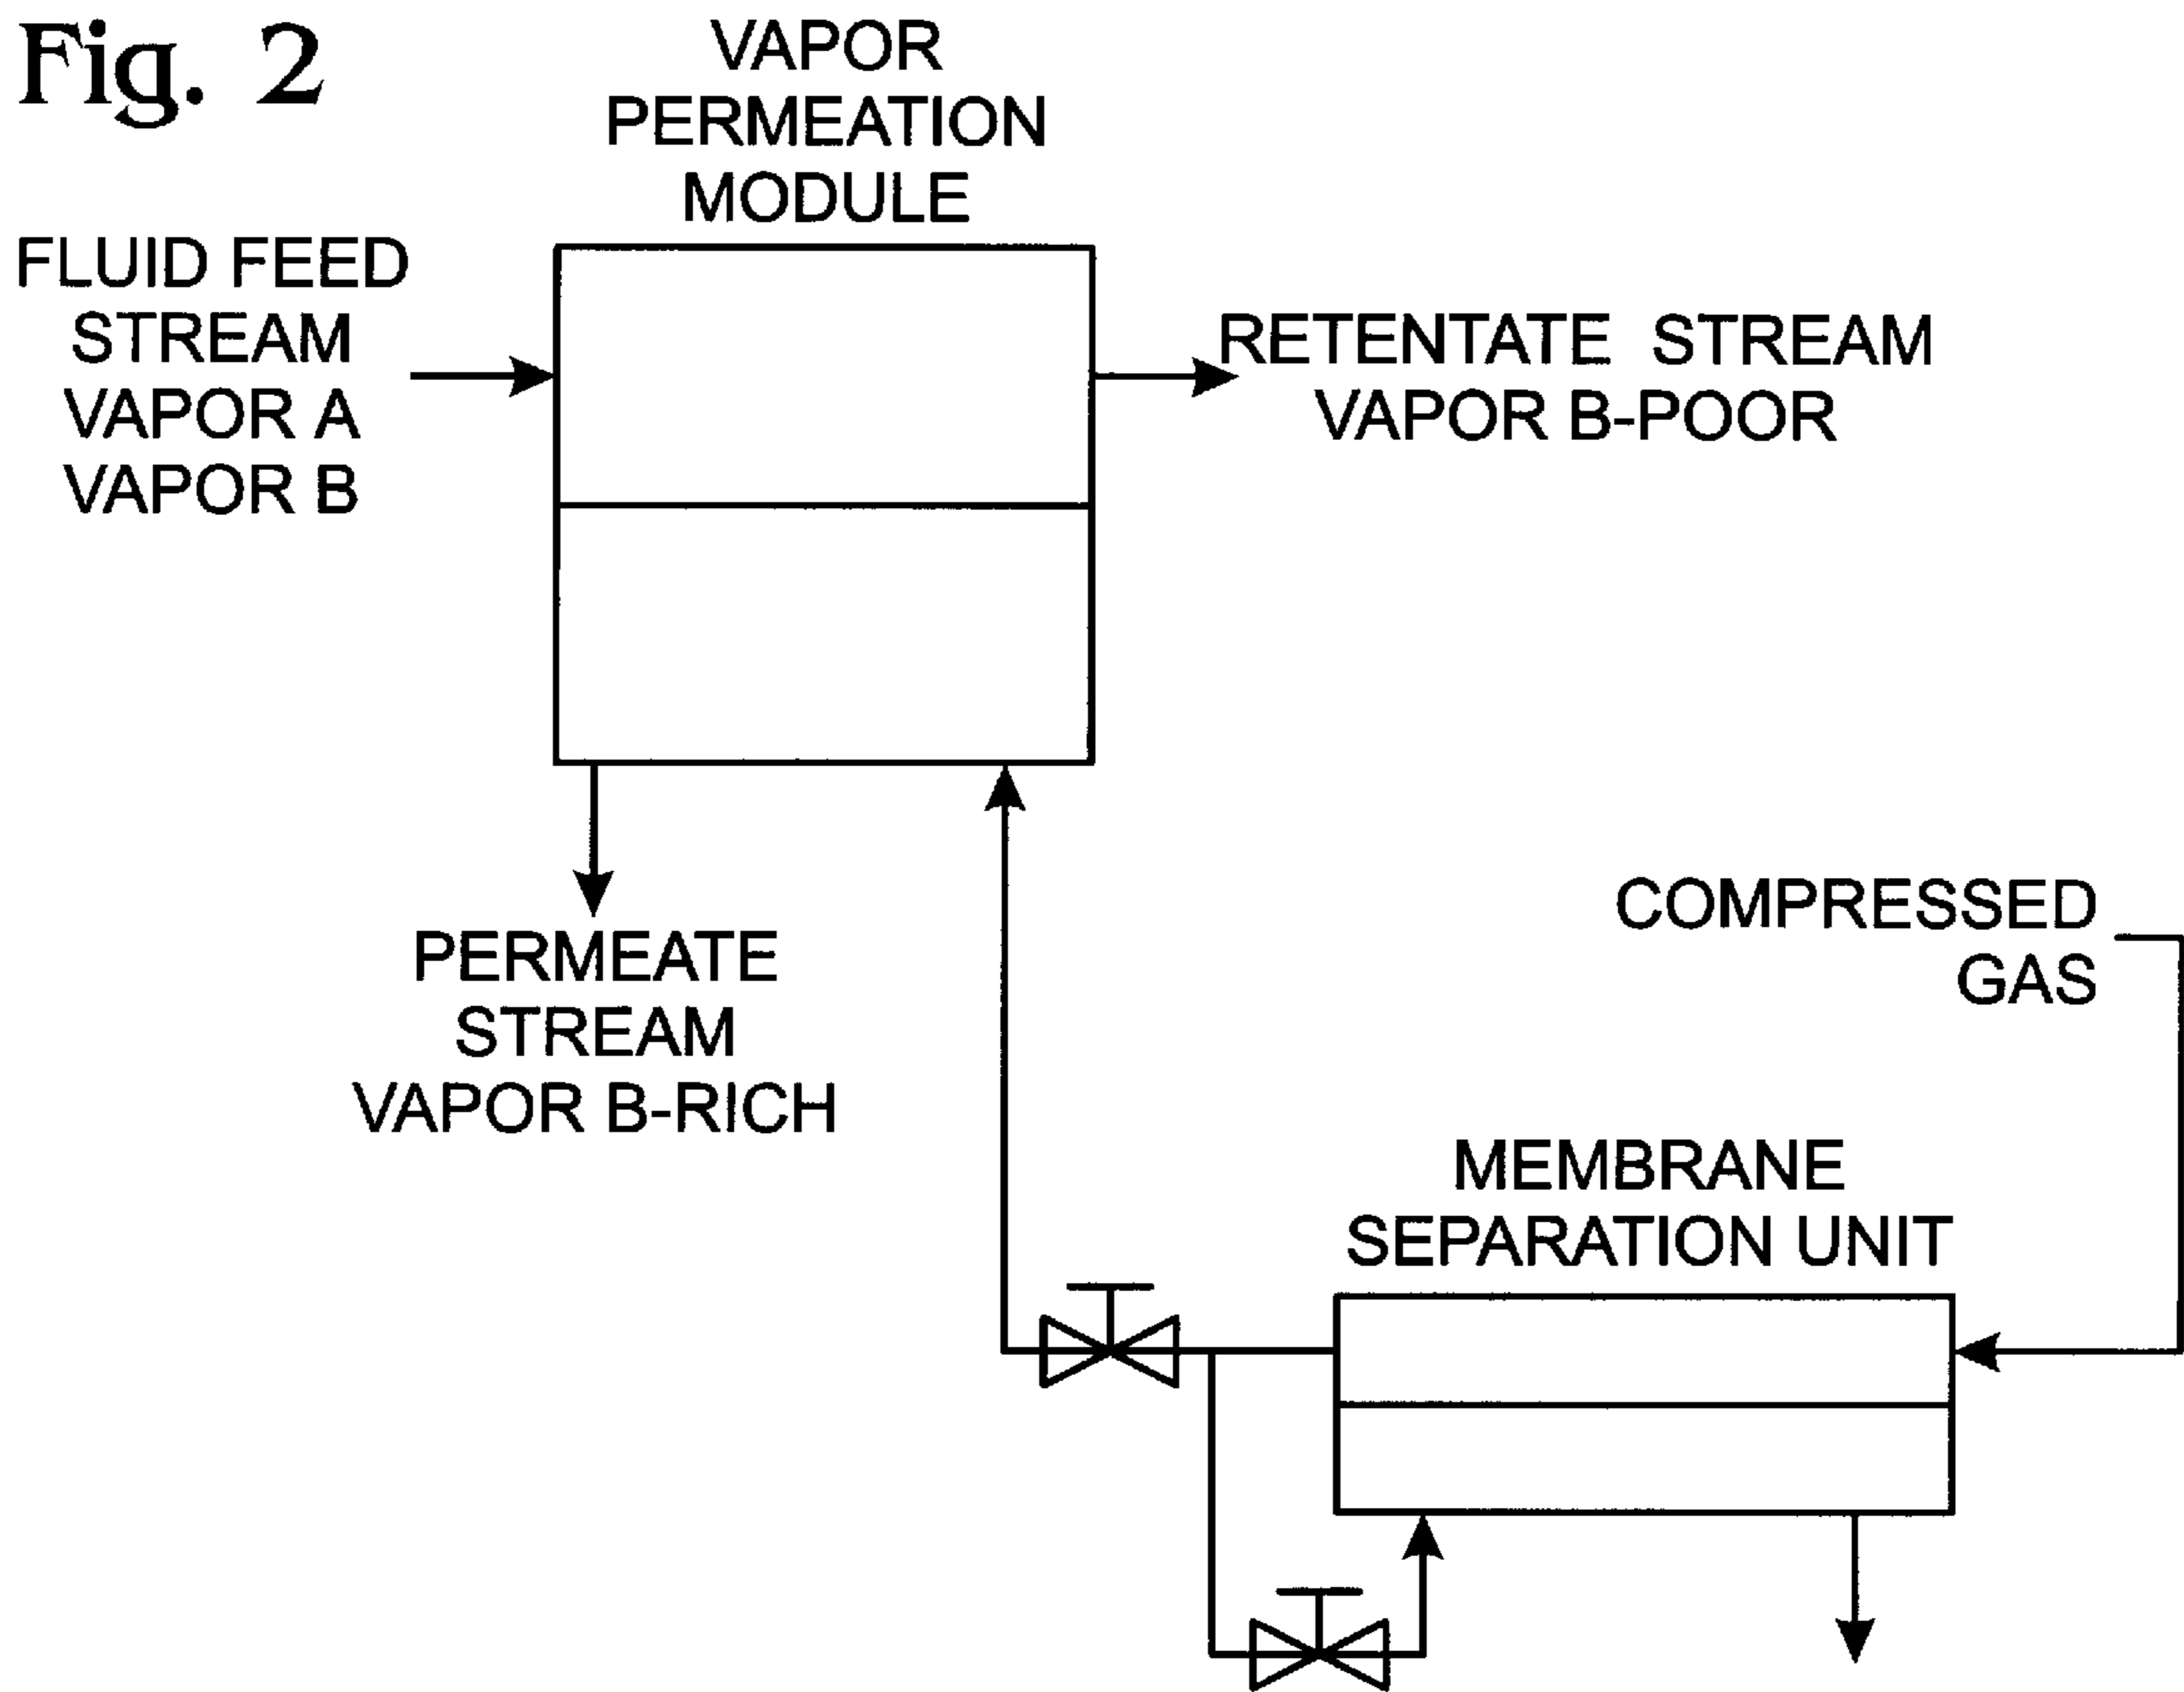 Fig. 2
VAPOR
PERMEATION
MODULE
FLUID FEED
STREAM
VAPOR A
VAPOR B
RETENTATE STREAM
VAPOR B-POOR
PERMEATE
STREAM
VAPOR B-RICH
COMPRESSED
GAS
MEMBRANE
SEPARATION UNIT